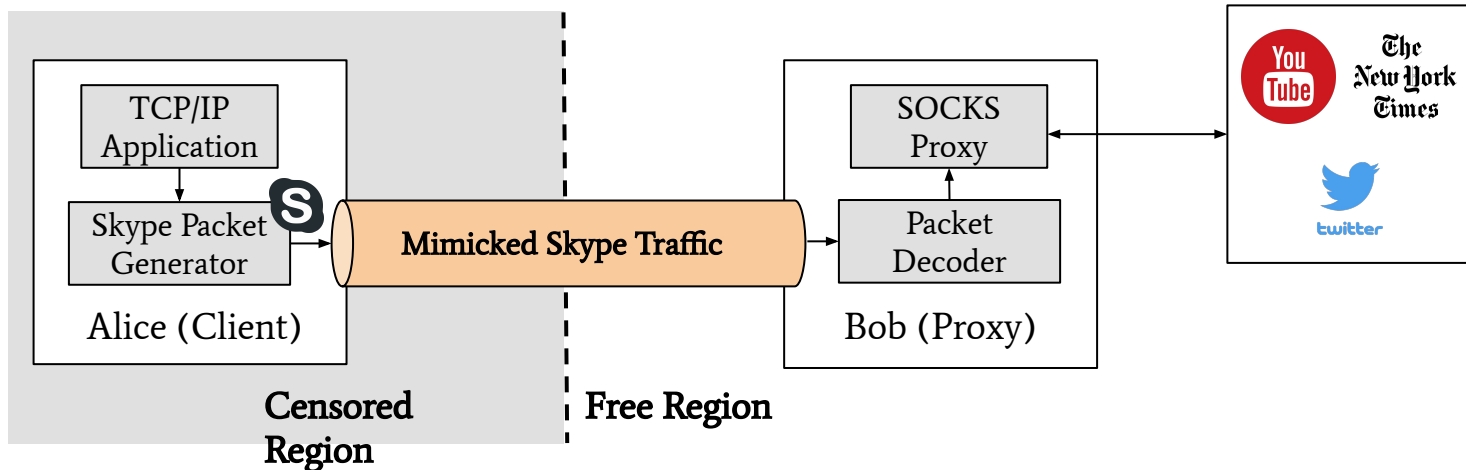 TCP/IP
Application
Skype Packet
Generator
S
Alice (Client)
Mimicked Skype Traffic
SOCKS
Proxy
Packet
Decoder
Bob (Proxy)
You
Tube
The
New York
Times
twitter
Censored
Region
Free Region